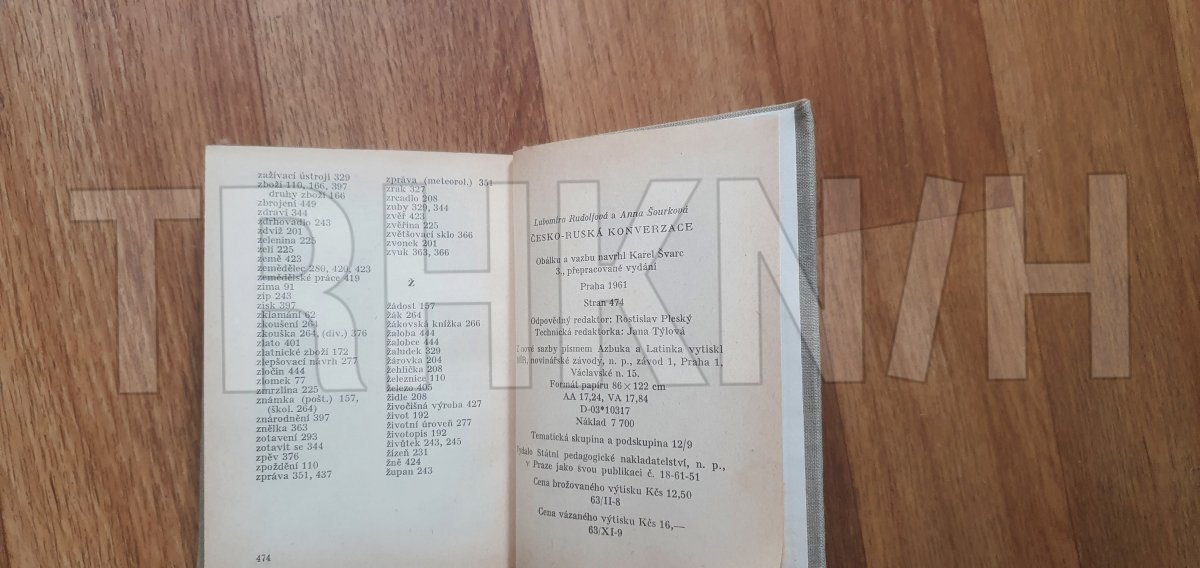 zažívací ústrojí 329
zboží 110, 166, 397
druhy zboží 166
zbrojení 449
zdraví 344
zdrhovadlo 243
zdviž 201
zelenina 225
zelí 225
země 423
zemědělec 280, 420, 423
zemědělské práce 419
zima 91
zip 243
zisk 397
zklamání 62
zkoušení 264
zkouška 264, (div.) 376
zlato 401
zlatnické zboží 172
zlepšovací návrh 277
zločin 444
zlomek 77
zmrzlina 225
známka (pošt.) 157,
(škol. 264)
znárodnění 397
znělka 363
zotavení 293
zotavit se 344
zpěv 376
zpoždění 110
zpráva 351, 437
zpráva (meteorol.) 351
zrak 327
zrcadlo 208
zuby 329, 344
zvěř 423
zvěřina 225
zvětšovací sklo 366
zvonek 201
zvuk 363, 366
Ž
žádost 157
žák 264
žákovská knížka 266
žaloba 444
žalobce 444
žaludek 329
žárovka 204
žehlička 208
železnice 110
železo 405
židle 208
živočišná výroba 427
život 192
životní úroveň 277
životopis 192
živůtek 243, 245
žízeň 231
žně 424
župan 243
474
Lubomíra Rudolfová a Anna Šourková
ČESKO-RUSKÁ KONVERZACE
Obálku a vazbu navrhl Karel Švarc
3., přepracované vydání
Praha 1961
Stran 474
Odpovědný redaktor: Rostislav Pleský
Technická redaktorka: Jana Týlová
Z nové sazby písmem Azbuka a Latinka vytiskl
MÍR, novinářské závody, n. p., závod 1, Praha 1,
Václavské n. 15.
Formát papíru 86 × 122 cm
AA 17,24, VA 17,84
D-03*10317
Náklad 7 700
Tematická skupina a podskupina 12/9
Vydalo Státní pedagogické nakladatelství, n. p.,
v Praze jako svou publikaci č. 18-61-51
Cena brožovaného výtisku Kčs 12,50
63/II-8
Cena vázaného výtisku Kčs 16,—
63/XI-9
TRHKNIH